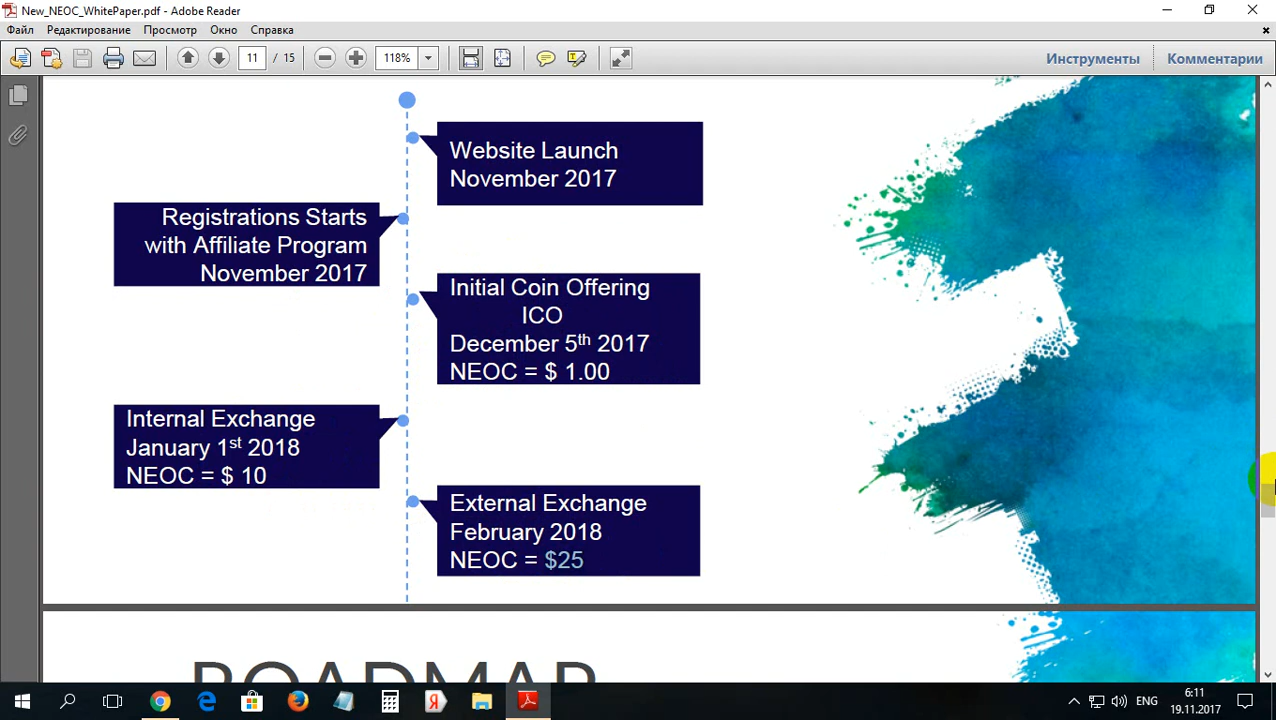 New_NEOC_WhitePaper.pdf - Adobe Reader
Файл Редактирование Просмотр Окно Справка
11 / 15 118% Инструменты Комментарии
Website Launch
November 2017
Registrations Starts
with Affiliate Program
November 2017
Initial Coin Offering
ICO
December 5th 2017
NEOC = $ 1.00
Internal Exchange
January 1st 2018
NEOC = $ 10
External Exchange
February 2018
NEOC = $25
ROADMAP
Я ENG 6:11
19.11.2017